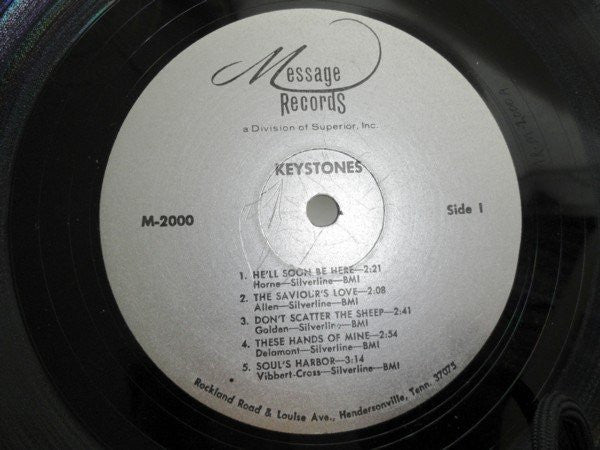 Message
Records
a Division of Superior, Inc.
KEYSTONES
M-2000
Side 1
1. HE'LL SOON BE HERE—2:21
Horne—Silverline—BMI
2. THE SAVIOUR'S LOVE—2:08
Allen—Silverline—BMI
3. DON'T SCATTER THE SHEEP—2:41
Golden—Silverline—BMI
4. THESE HANDS OF MINE—2:54
Delamont—Silverline—BMI
5. SOUL'S HARBOR—3:14
Vibbert-Cross—Silverline—BMI
Rockland Road & Louise Ave., Hendersonville, Tenn. 37075